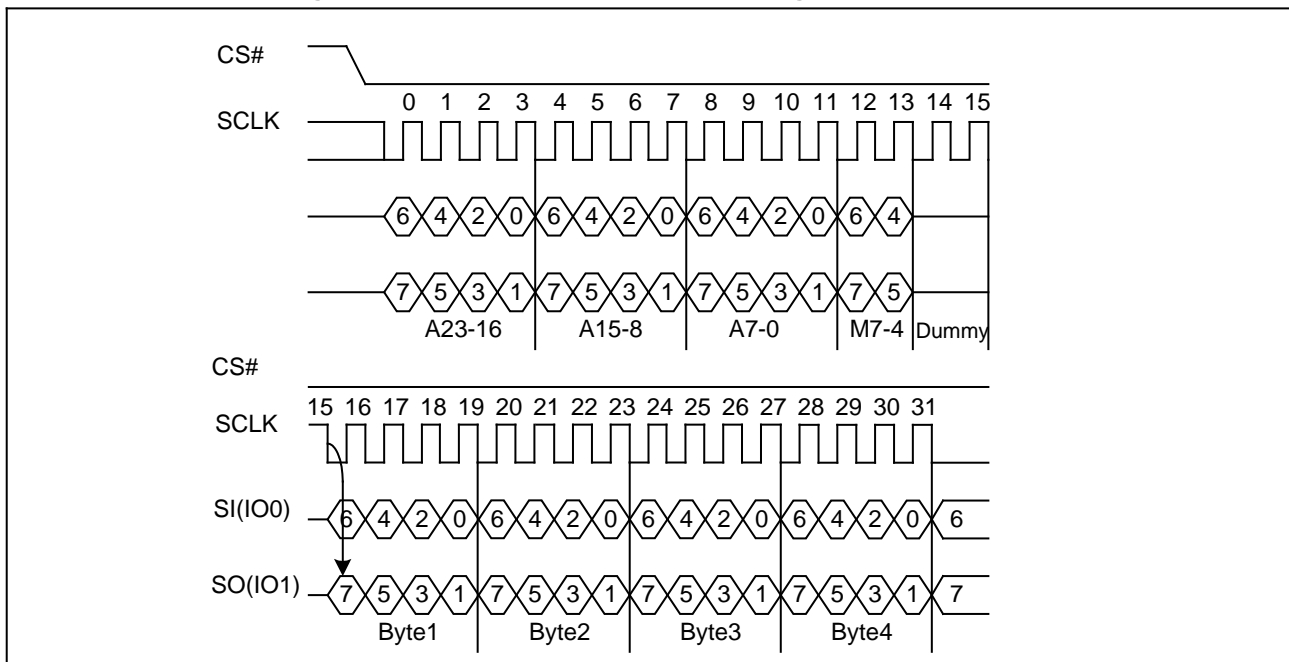 CS#
0 1 2 3 4 5 6 7 8 9 10 11 12 13 14 15
SCLK
6 4 2 0 6 4 2 0 6 4 2 0 6 4
7 5 3 1 7 5 3 1 7 5 3 1 7 5
A23-16 A15-8 A7-0 M7-4 Dummy
CS#
15 16 17 18 19 20 21 22 23 24 25 26 27 28 29 30 31
SCLK
SI(IO0) 6 4 2 0 6 4 2 0 6 4 2 0 6 4 2 0 6
SO(IO1) 7 5 3 1 7 5 3 1 7 5 3 1 7 5 3 1 7
Byte1 Byte2 Byte3 Byte4